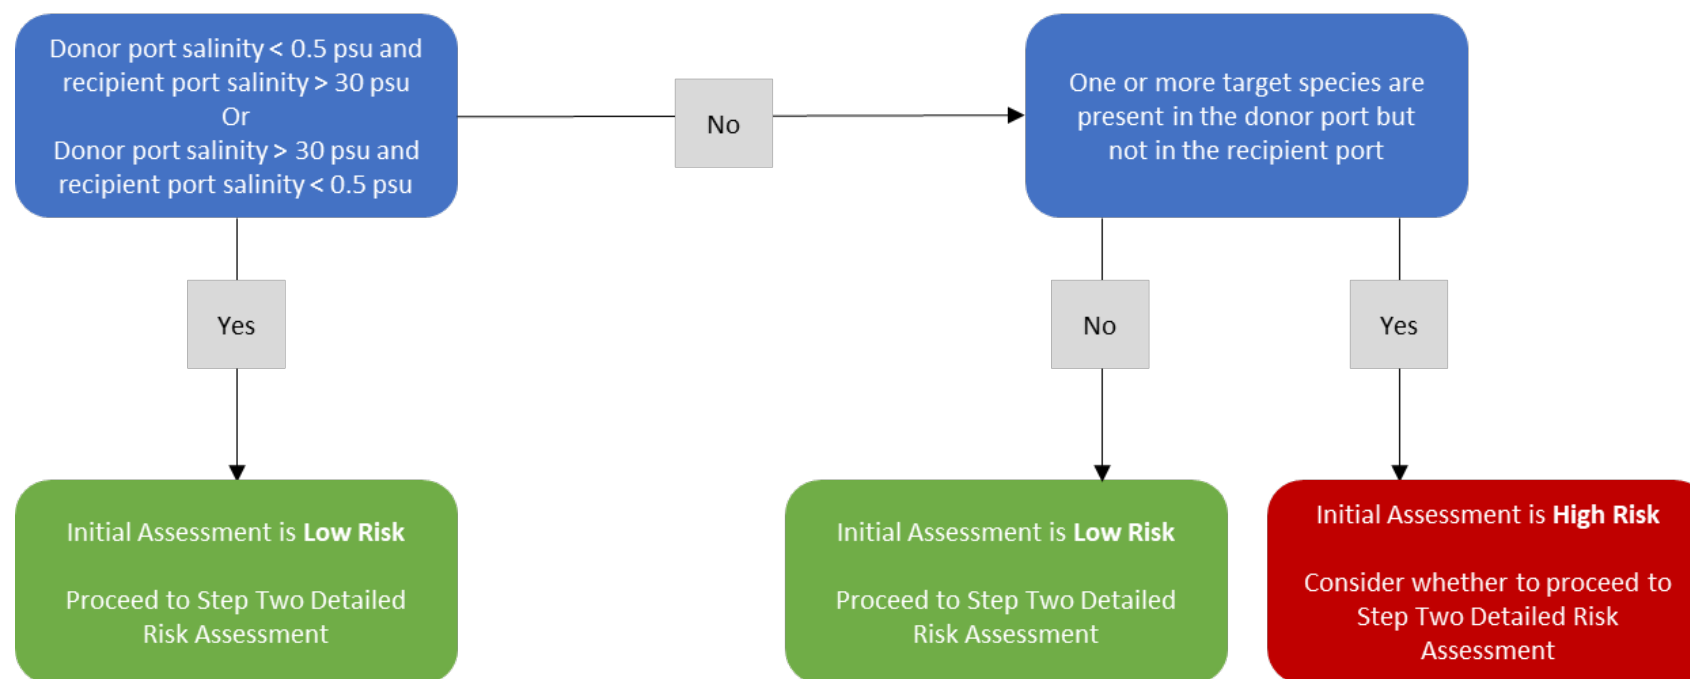 Donor port salinity < 0.5 psu and
recipient port salinity > 30 psu
Or
Donor port salinity > 30 psu and
recipient port salinity < 0.5 psu
No
One or more target species are
present in the donor port but
not in the recipient port
Yes
No
Yes
Initial Assessment is Low Risk
Proceed to Step Two Detailed
Risk Assessment
Initial Assessment is Low Risk
Proceed to Step Two Detailed
Risk Assessment
Initial Assessment is High Risk
Consider whether to proceed to
Step Two Detailed Risk
Assessment